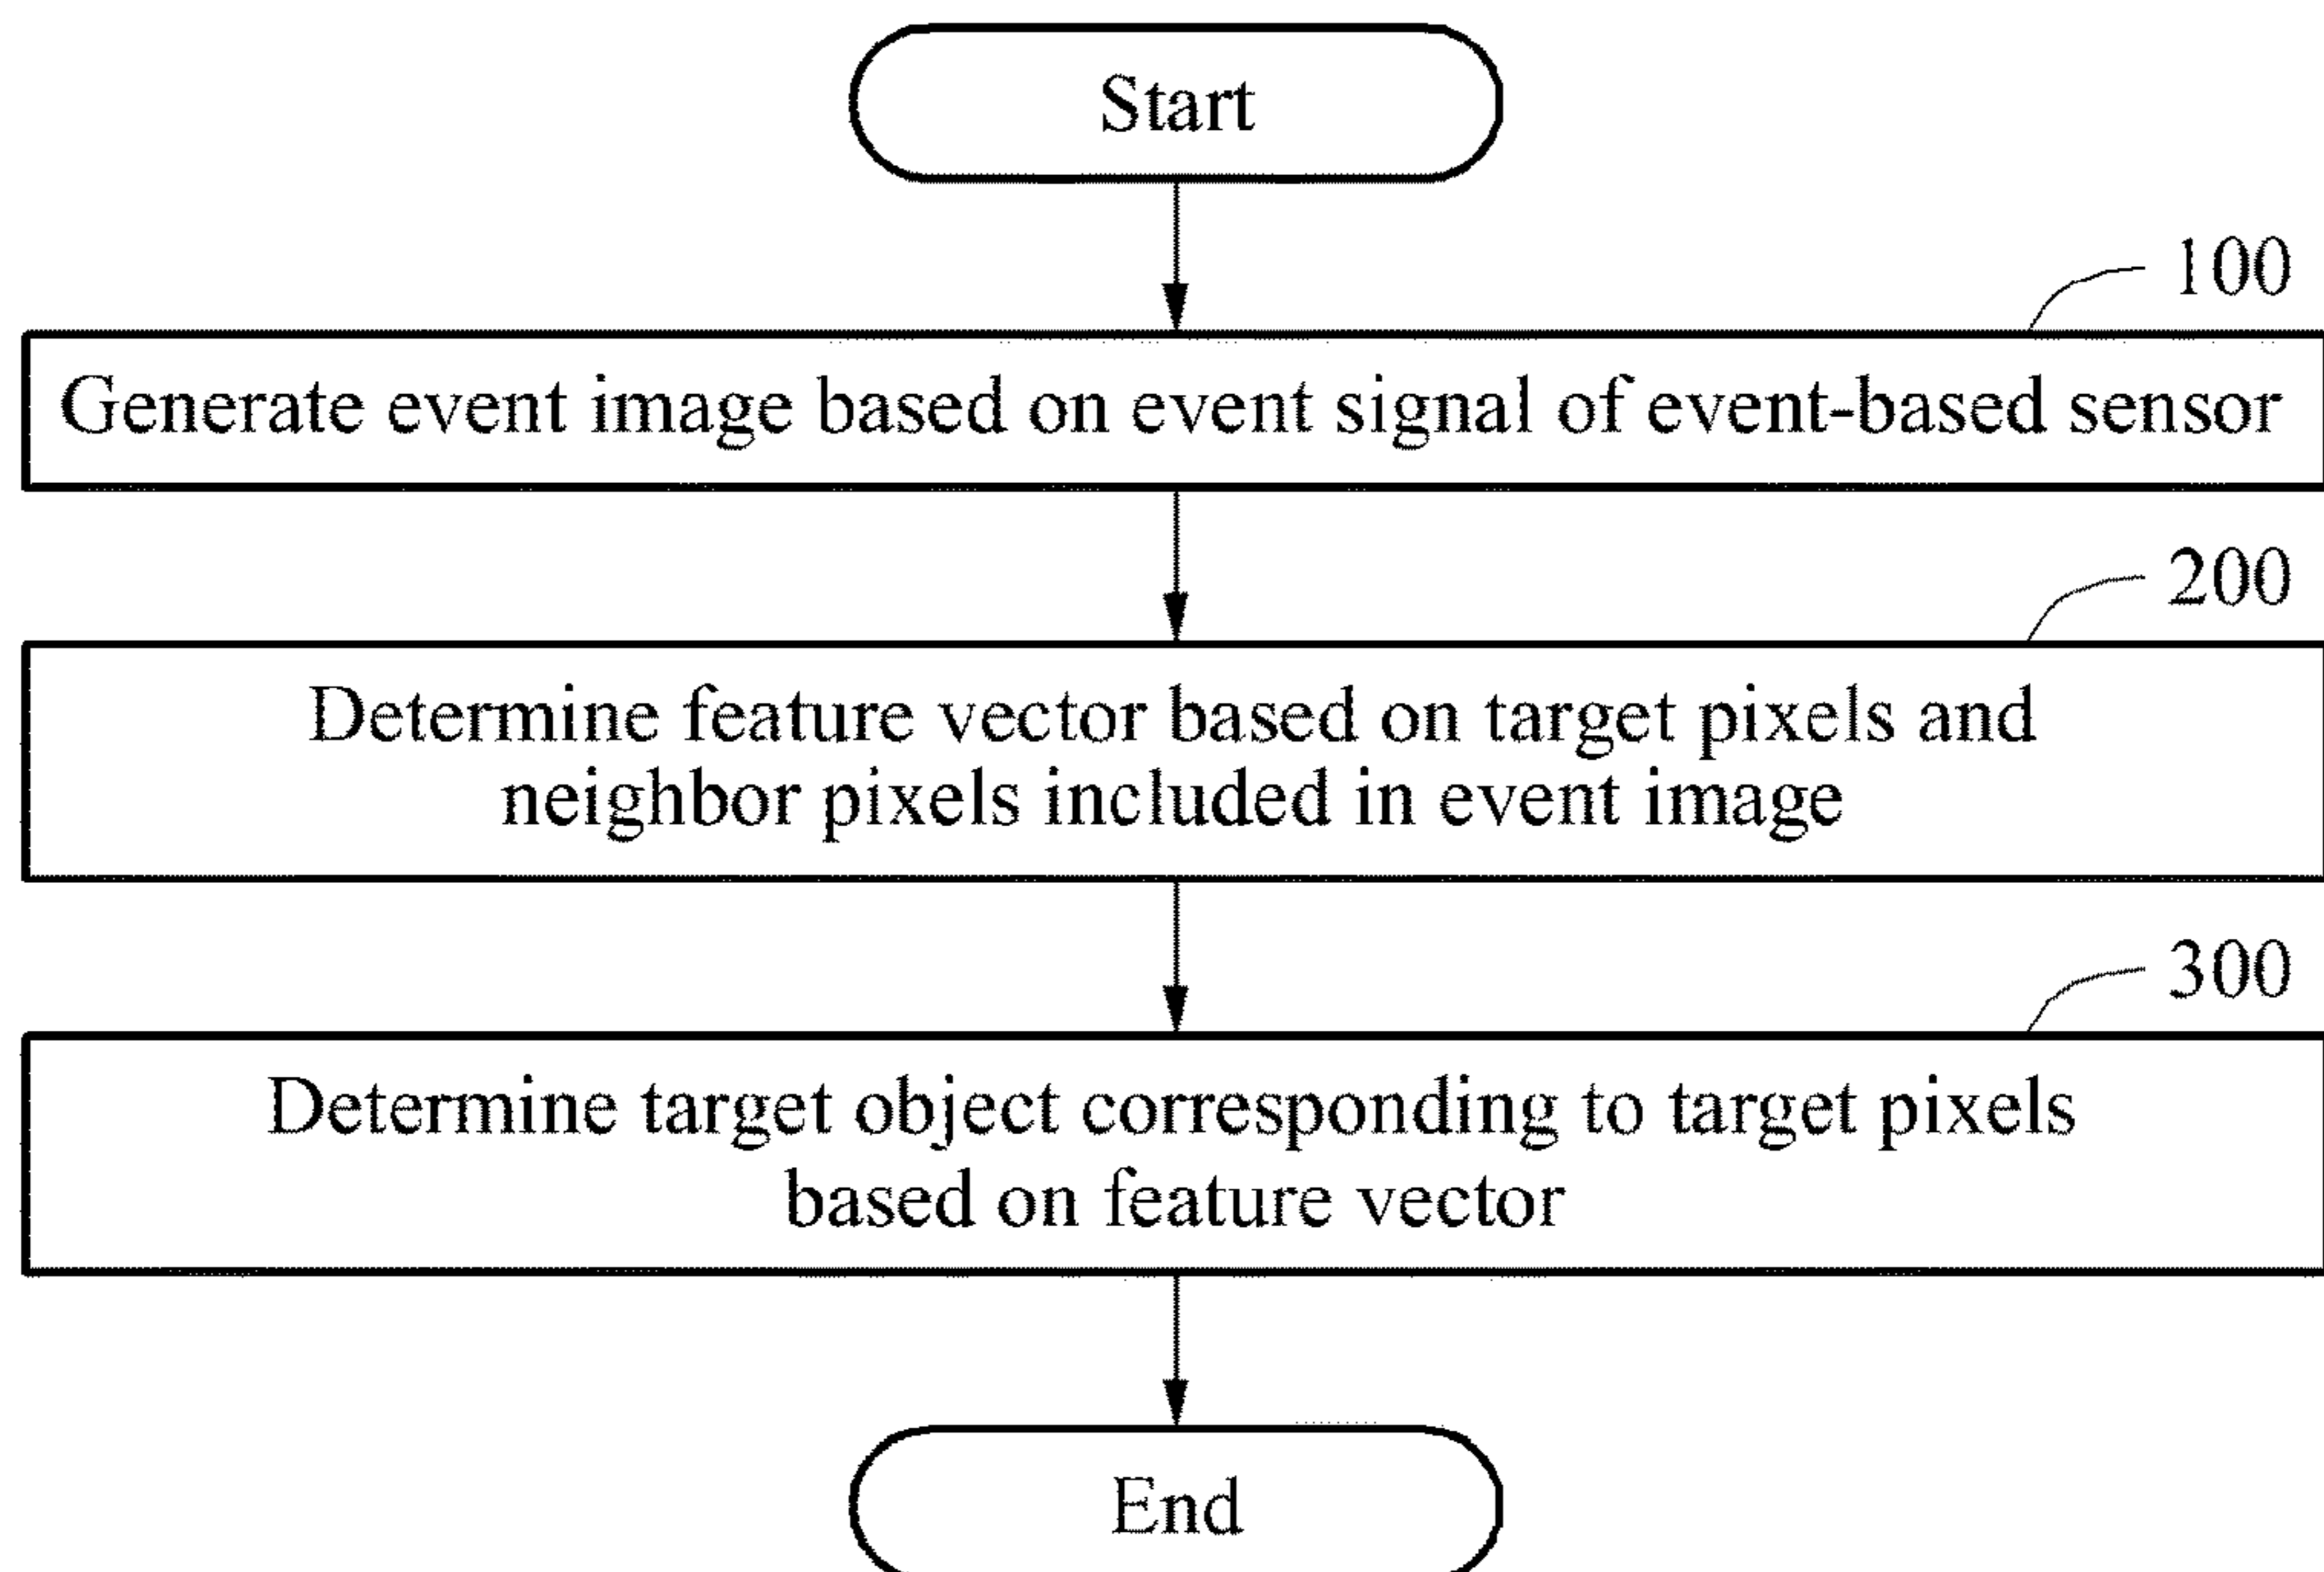 Start
100
Generate event image based on event signal of event-based sensor
200
Determine feature vector based on target pixels and
neighbor pixels included in event image
300
Determine target object corresponding to target pixels
based on feature vector
End